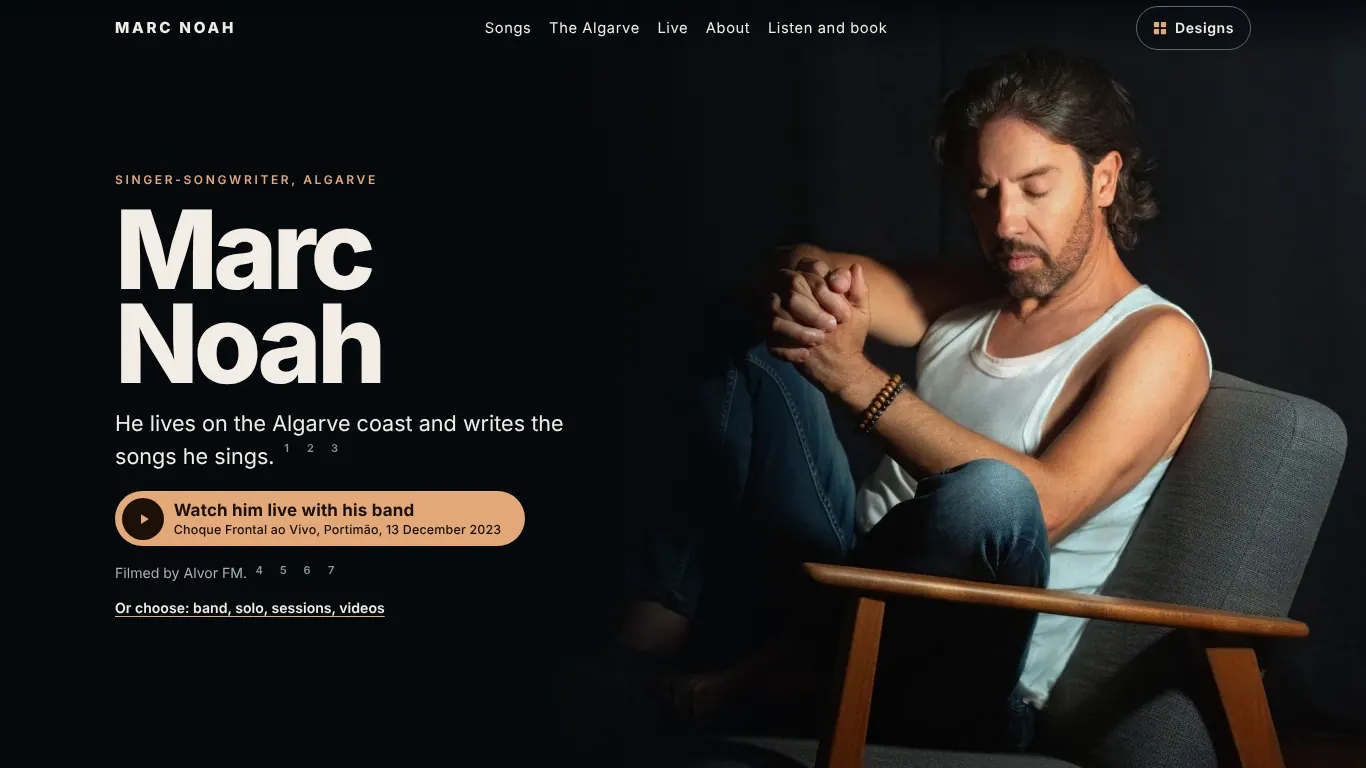 MARC NOAH
Songs
The Algarve
Live
About
Listen and book
Designs
SINGER-SONGWRITER, ALGARVE
Marc
Noah
He lives on the Algarve coast and writes the
songs he sings. 1 2 3
Watch him live with his band
Choque Frontal ao Vivo, Portimão, 13 December 2023
Filmed by Alvor FM. 4 5 6 7
Or choose: band, solo, sessions, videos